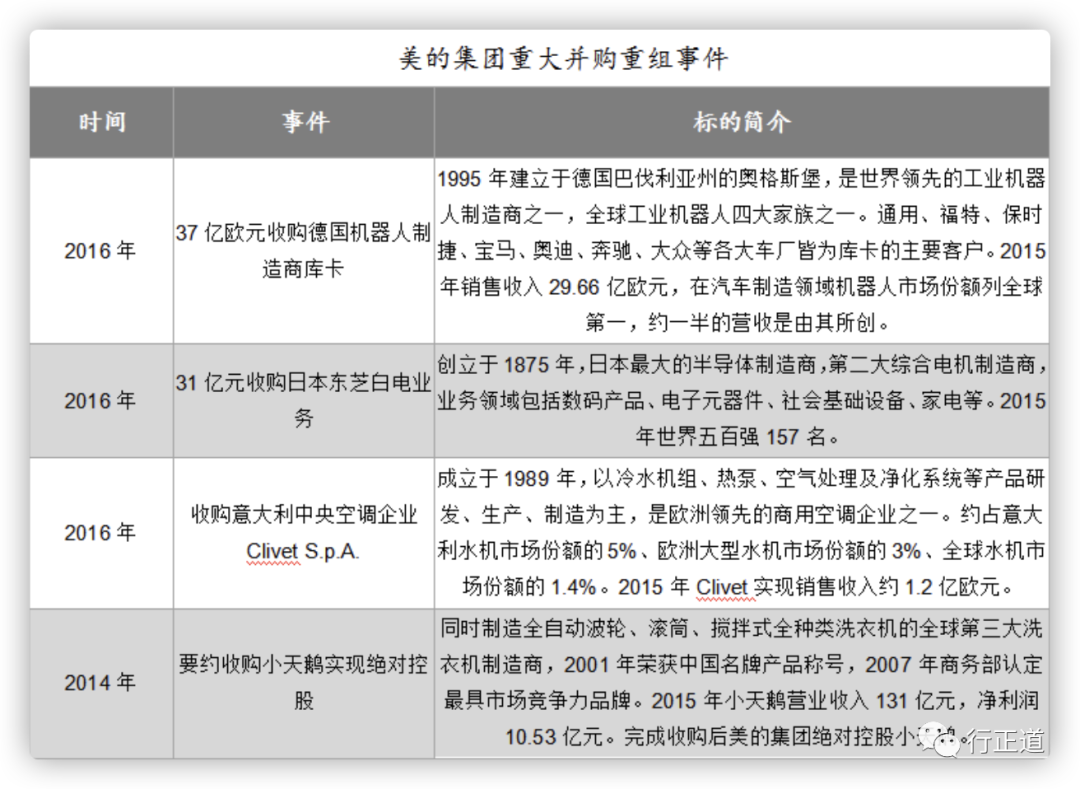 美的集团重大并购重组事件
时间 事件 标的简介
2016 年
37 亿欧元收购德国机器人制
造商库卡
1995 年建立于德国巴伐利亚州的奥格斯堡，是世界领先的工业机器
人制造商之一，全球工业机器人四大家族之一。通用、福特、保时
捷、宝马、奥迪、奔驰、大众等各大车厂皆为库卡的主要客户。2015
年销售收入 29.66 亿欧元，在汽车制造领域机器人市场份额列全球
第一，约一半的营收是由其所创。
2016 年
31 亿元收购日本东芝白电业
务
创立于 1875 年，日本最大的半导体制造商，第二大综合电机制造商，
业务领域包括数码产品、电子元器件、社会基础设备、家电等。2015
年世界五百强 157 名。
2016 年
收购意大利中央空调企业
Clivet S.p.A.
成立于 1989 年，以冷水机组、热泵、空气处理及净化系统等产品研
发、生产、制造为主，是欧洲领先的商用空调企业之一。约占意大
利水机市场份额的 5%、欧洲大型水机市场份额的 3%、全球水机市
场份额的 1.4%。2015 年 Clivet 实现销售收入约 1.2 亿欧元。
2014 年
要约收购小天鹅实现绝对控
股
同时制造全自动波轮、滚筒、搅拌式全种类洗衣机的全球第三大洗
衣机制造商，2001 年荣获中国名牌产品称号，2007 年商务部认定
最具市场竞争力品牌。2015 年小天鹅营业收入 131 亿元，净利润
10.53 亿元。完成收购后美的集团绝对控股小天鹅。
行正道